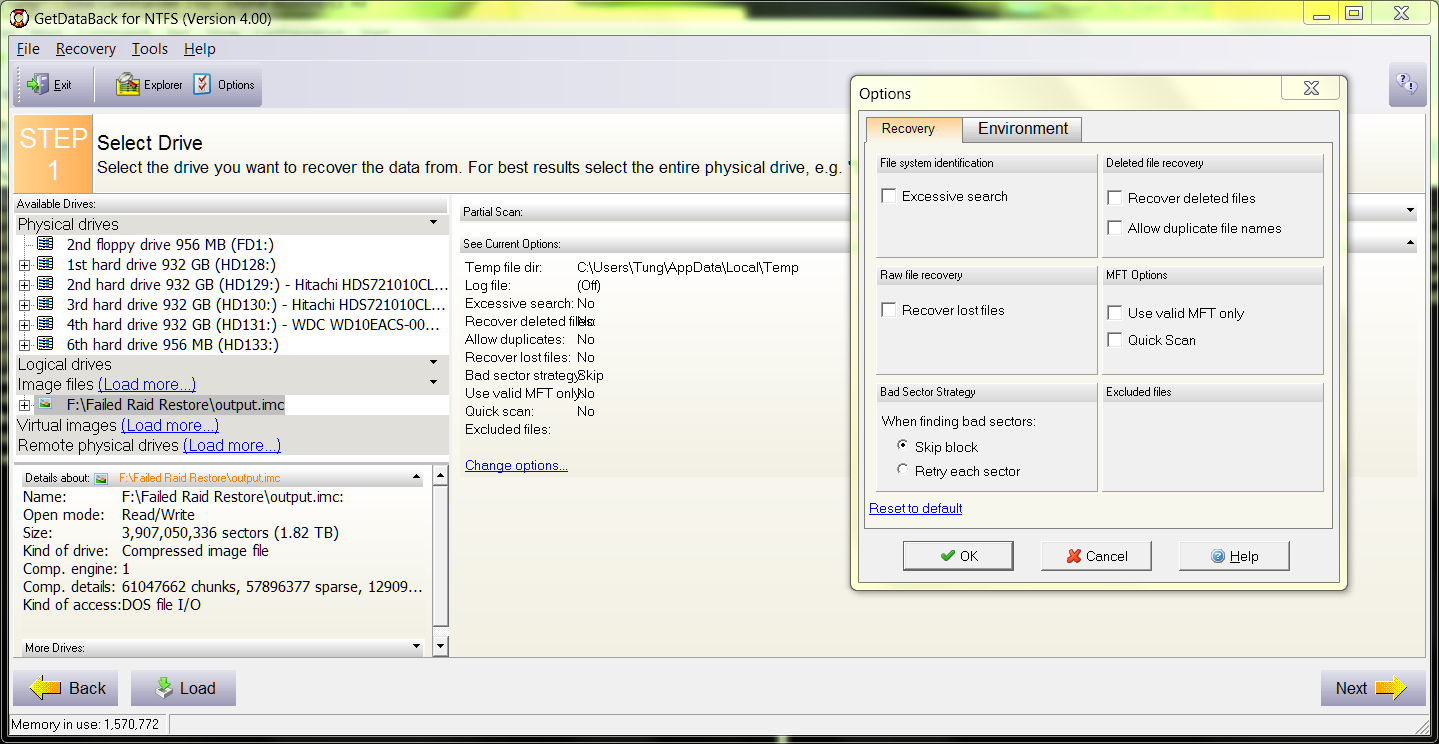 GetDataBack for NTFS (Version 4.00)
File Recovery Tools Help
Exit Explorer Options
STEP
1
Select Drive
Select the drive you want to recover the data from. For best results select the entire physical drive, e.g. "
Available Drives:
Physical drives
2nd floppy drive 956 MB (FD1:)
1st hard drive 932 GB (HD128:)
2nd hard drive 932 GB (HD129:) - Hitachi HDS721010CL...
3rd hard drive 932 GB (HD130:) - Hitachi HDS721010CL...
4th hard drive 932 GB (HD131:) - WDC WD10EACS-00...
6th hard drive 956 MB (HD133:)
Logical drives
Image files (Load more...)
F:\Failed Raid Restore\output.imc
Virtual images (Load more...)
Remote physical drives (Load more...)
Details about: F:\Failed Raid Restore\output.imc
Name: F:\Failed Raid Restore\output.imc:
Open mode: Read/Write
Size: 3,907,050,336 sectors (1.82 TB)
Kind of drive: Compressed image file
Comp. engine: 1
Comp. details: 61047662 chunks, 57896377 sparse, 12909...
Kind of access:DOS file I/O
More Drives:
Partial Scan:
See Current Options:
Temp file dir: C:\Users\Tung\AppData\Local\Temp
Log file: (Off)
Excessive search: No
Recover deleted files: No
Allow duplicates: No
Recover lost files: No
Bad sector strategy: Skip
Use valid MFT only: No
Quick scan: No
Excluded files:
Change options...
Options
Recovery Environment
File system identification
Excessive search
Deleted file recovery
Recover deleted files
Allow duplicate file names
Raw file recovery
Recover lost files
MFT Options
Use valid MFT only
Quick Scan
Bad Sector Strategy
When finding bad sectors:
Skip block
Retry each sector
Excluded files
Reset to default
OK Cancel Help
Back Load Next
Memory in use: 1,570,772